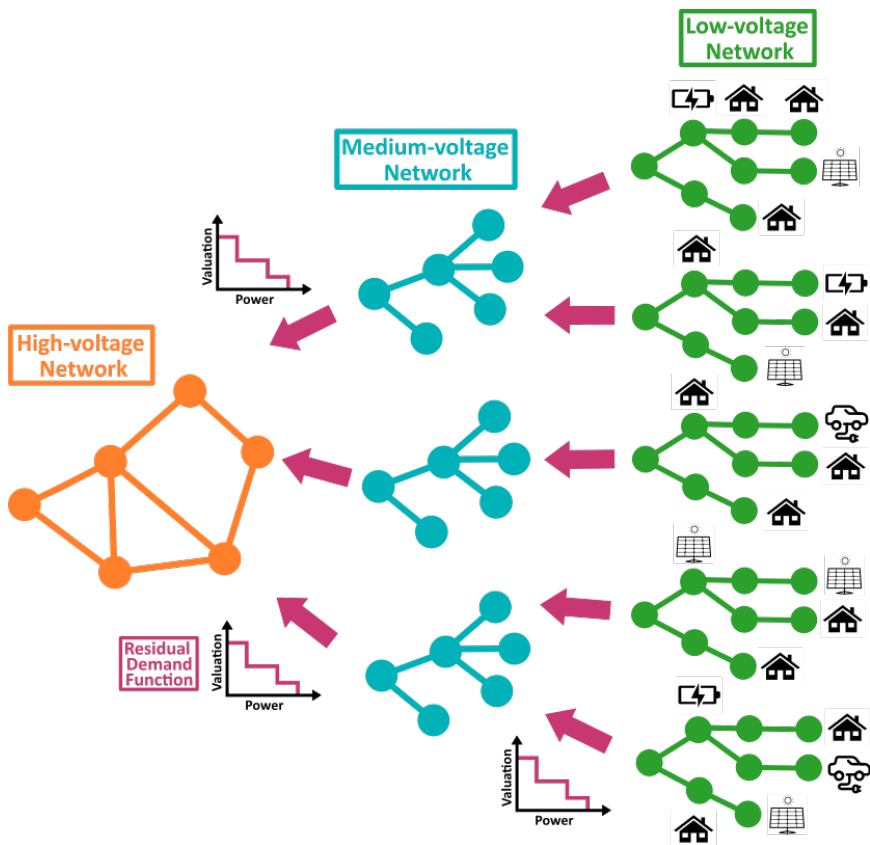 Low-voltage
Network
Medium-voltage
Network
Valuation
Power
High-voltage
Network
Residual
Demand
Function
Valuation
Power
Valuation
Power